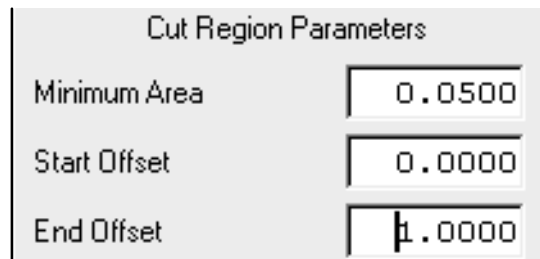 Cut Region Parameters
Minimum Area 0.0500
Start Offset 0.0000
End Offset 1.0000